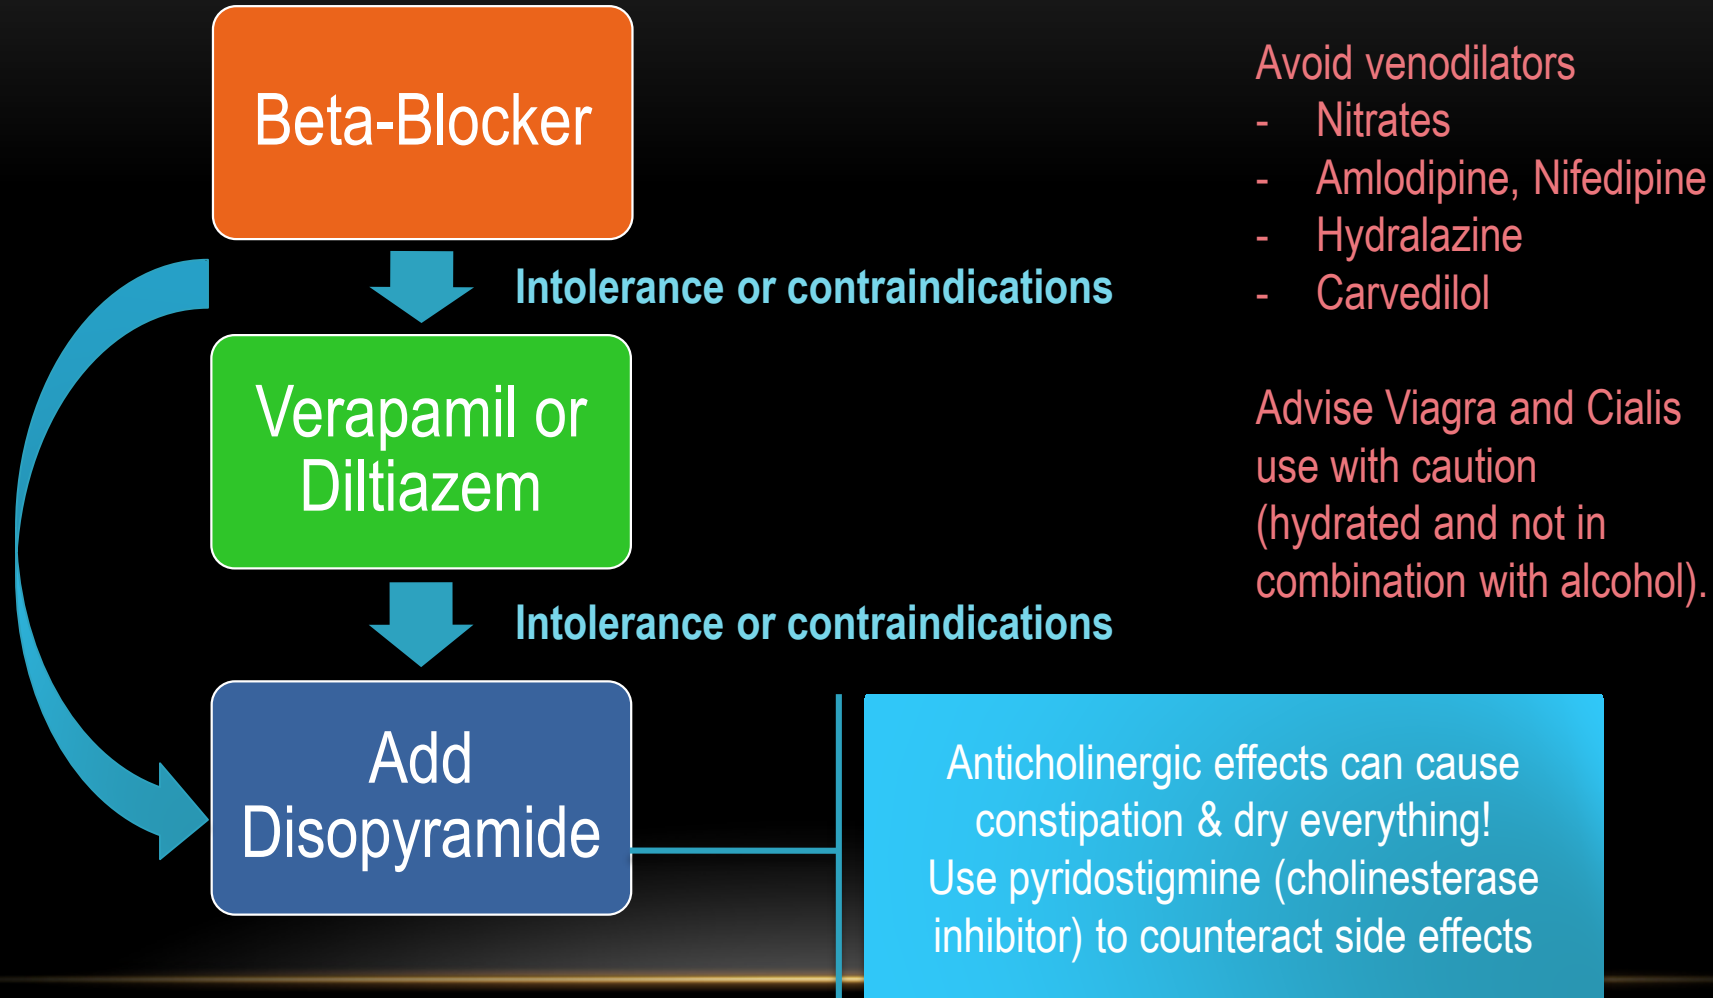 Beta-Blocker
Intolerance or contraindications
Verapamil or
Diltiazem
Intolerance or contraindications
Add
Disopyramide
Anticholinergic effects can cause
constipation & dry everything!
Use pyridostigmine (cholinesterase
inhibitor) to counteract side effects
Avoid venodilators
- Nitrates
- Amlodipine, Nifedipine
- Hydralazine
- Carvedilol
Advise Viagra and Cialis
use with caution
(hydrated and not in
combination with alcohol).